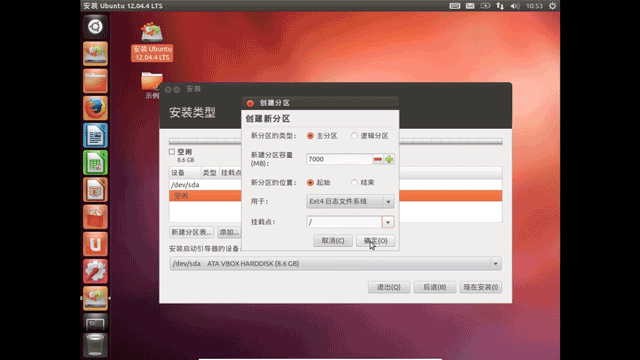 安装 Ubuntu 12.04.4 LTS
10:53
安装 Ubuntu
12.04.4 LTS
示例
安装
安装类型
创建分区
创建新分区
新分区的类型: 主分区 逻辑分区
新建分区容量
(MB): 7000
新分区的位置: 起始 结束
用于: Ext4 日志文件系统
挂载点: /
取消(C) 确定(O)
空闲
8.6 GB
设备 类型 挂载点
/dev/sda
空闲
新建分区表... 添加...
安装启动引导器的设备:
/dev/sda ATA VBOX HARDDISK (8.6 GB)
退出(Q) 后退(B) 现在安装(I)